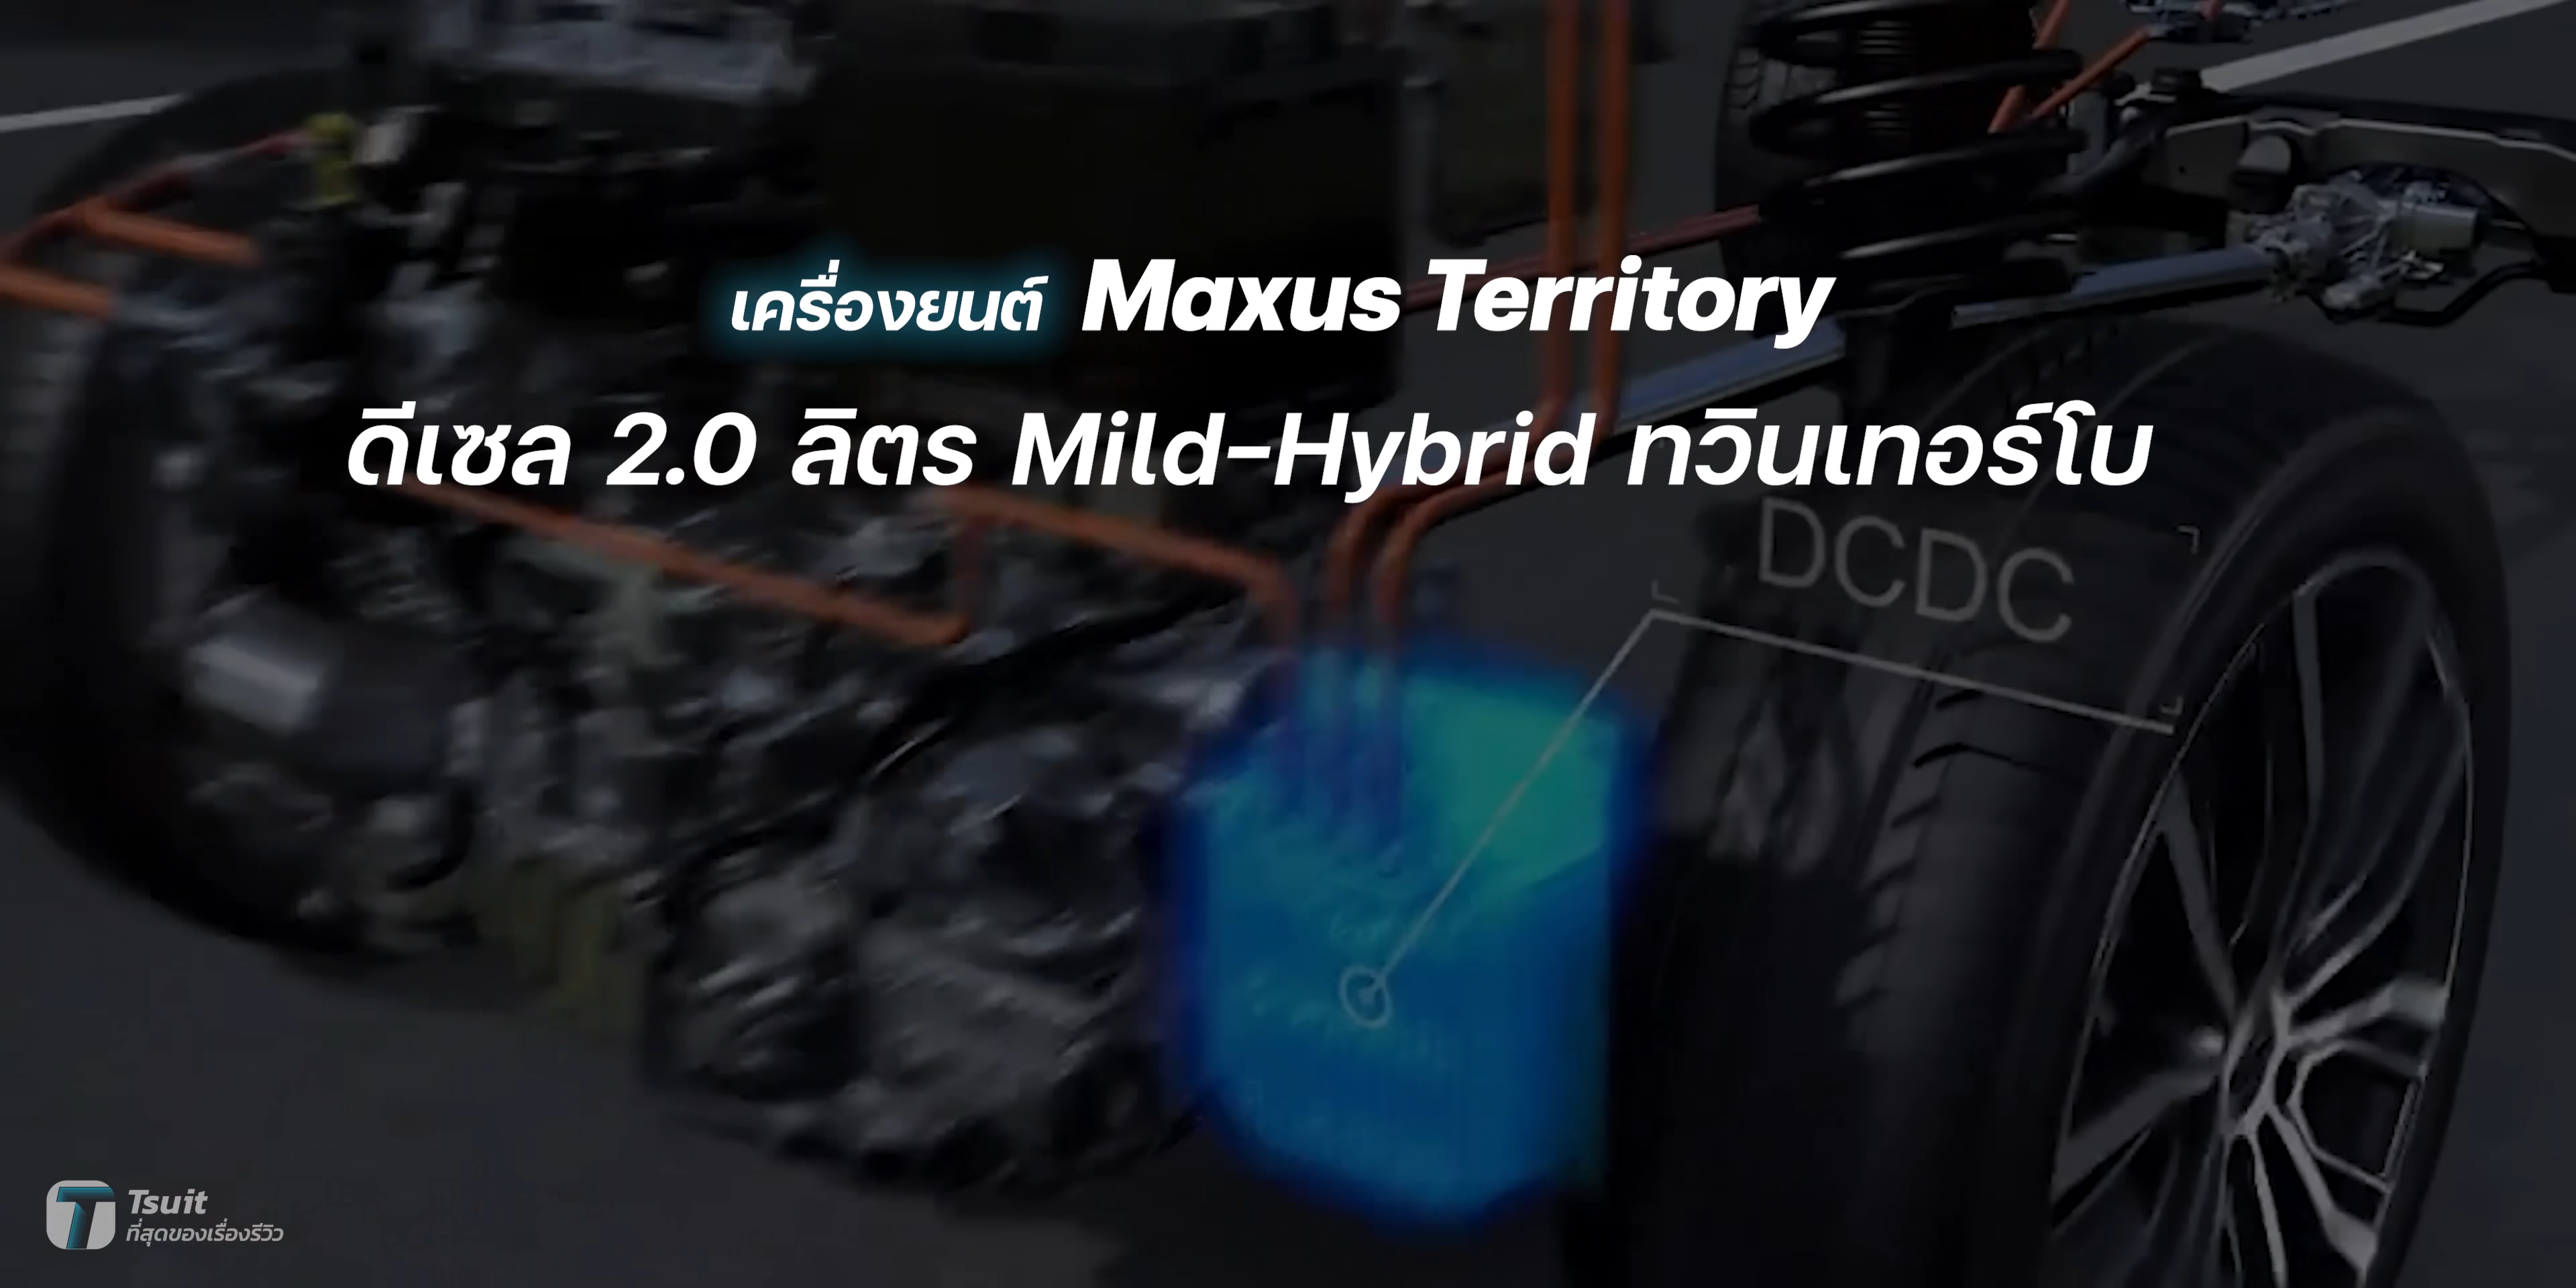 เครื่องยนต์ Maxus Territory
ดีเซล 2.0 ลิตร Mild-Hybrid ทวินเทอร์โบ
DCDC
Tsuit
ที่สุดของเรื่องรีวิว